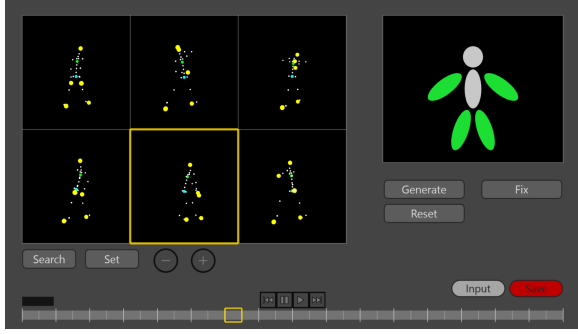 Generate
Fix
Reset
Search
Set
Input
Save